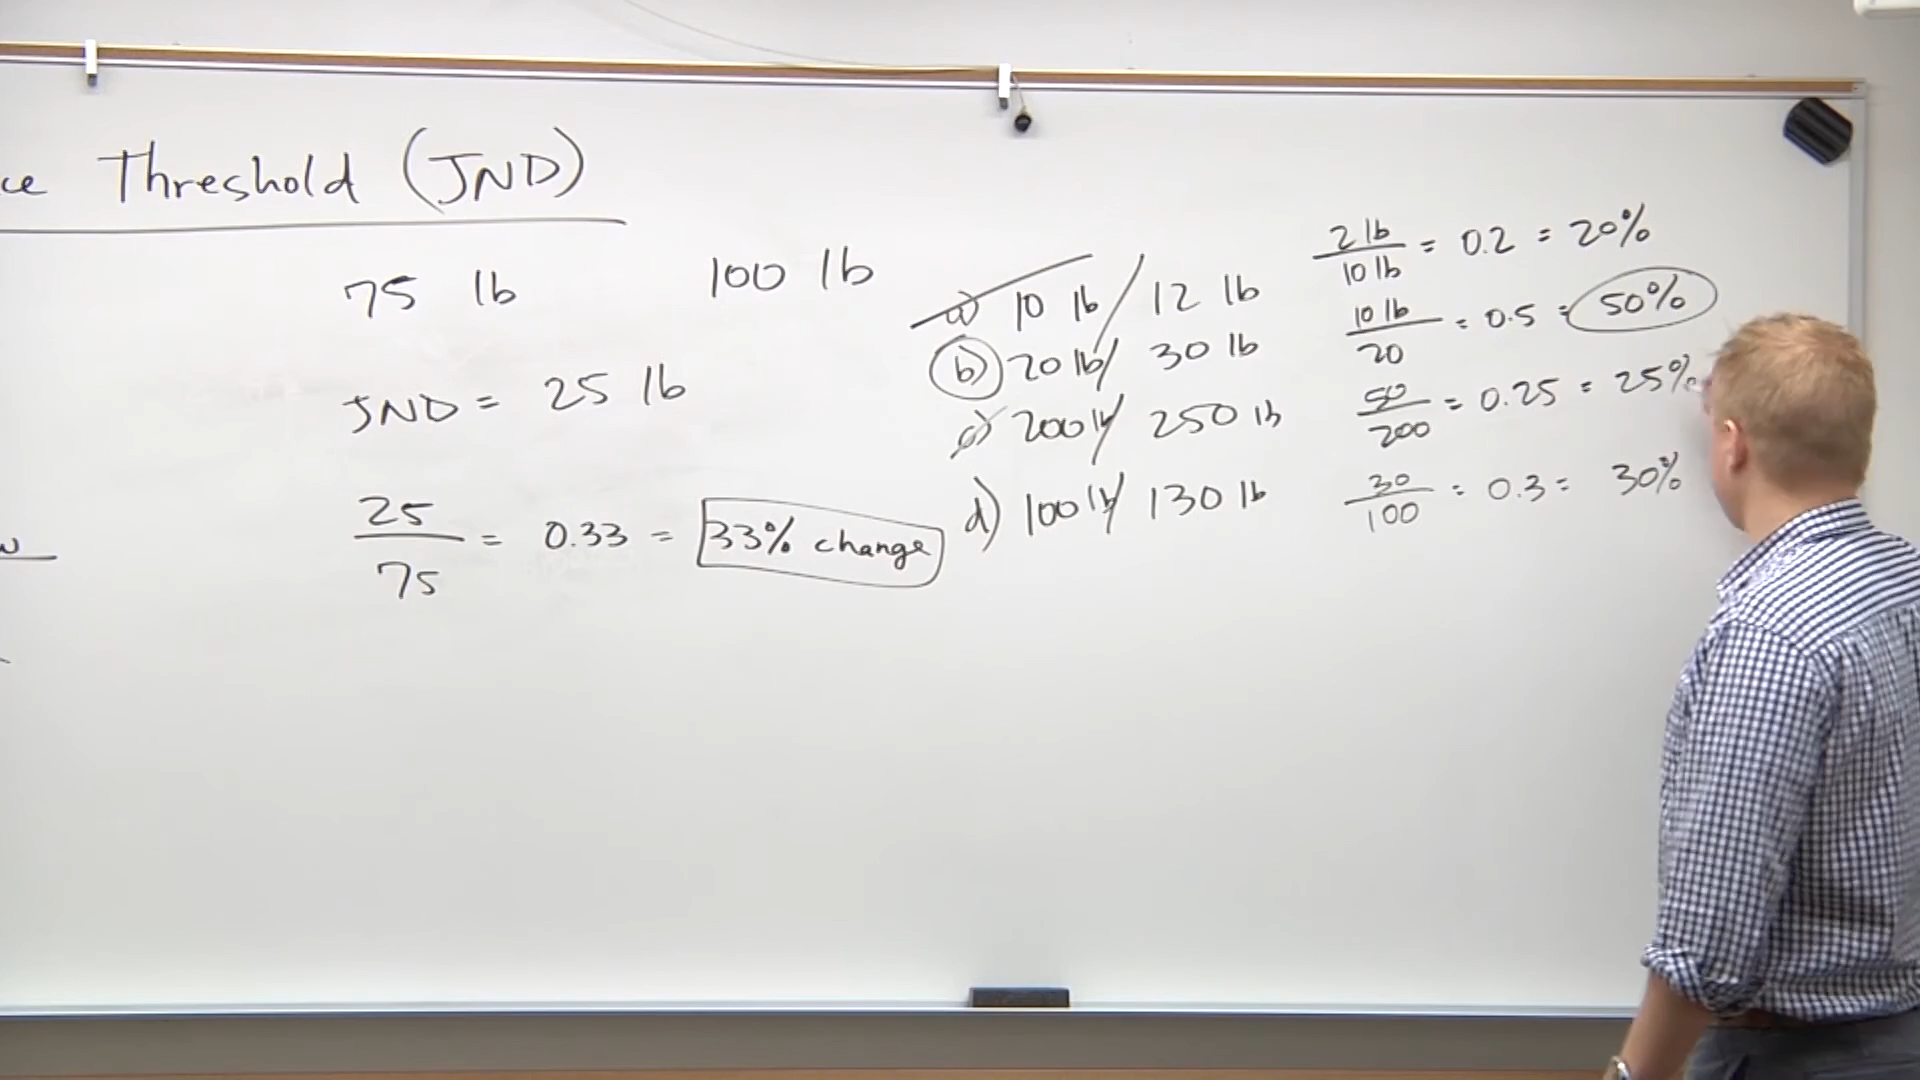 ce Threshold (JND)
75 lb 100 lb
JND = 25 lb
25/75 = 0.33 = 33% change
a) 10 lb / 12 lb
b) 20 lb / 30 lb
c) 200 lb / 250 lb
d) 100 lb / 130 lb
2 lb/10 lb = 0.2 = 20%
10 lb/20 = 0.5 = 50%
50/200 = 0.25 = 25%
30/100 = 0.3 = 30%